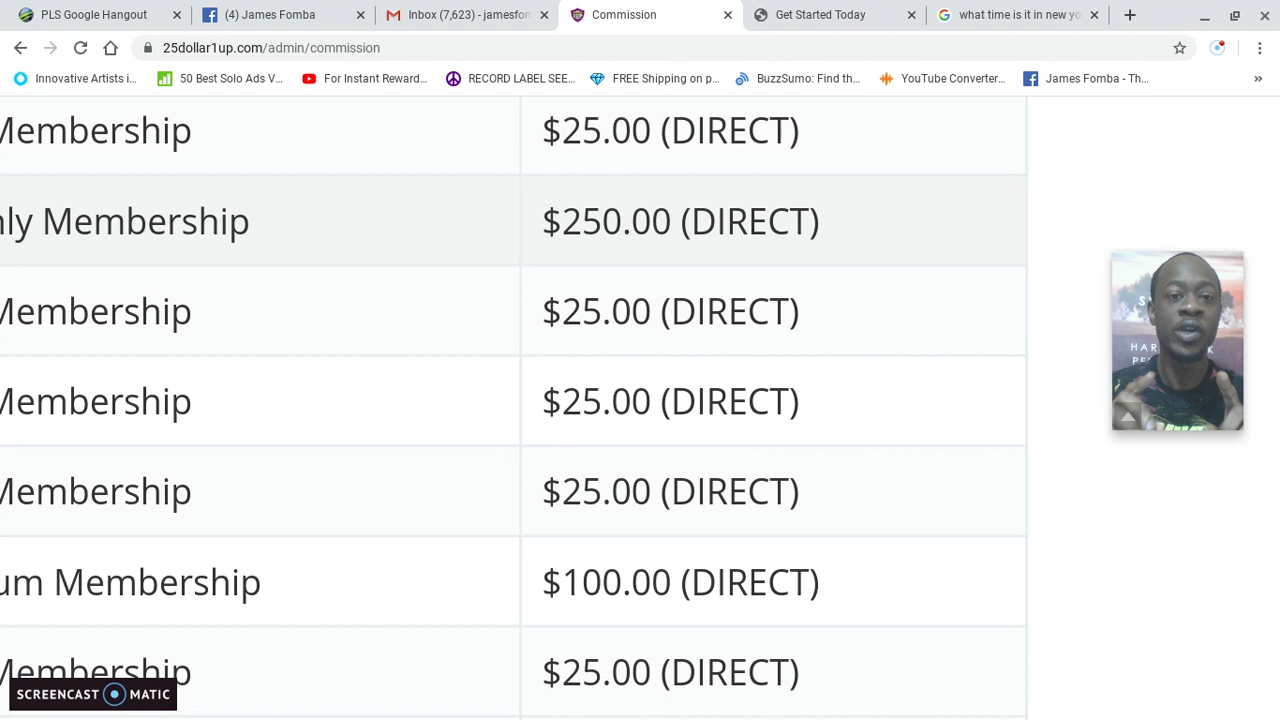 PLS Google Hangout
(4) James Fomba
Inbox (7,623) - jamesfom
Commission
Get Started Today
what time is it in new yo
25dollar1up.com/admin/commission
Innovative Artists i...
50 Best Solo Ads V...
For Instant Reward...
RECORD LABEL SEE...
FREE Shipping on p...
BuzzSumo: Find th...
YouTube Converter...
James Fomba - Th...
Membership $25.00 (DIRECT)
nly Membership $250.00 (DIRECT)
Membership $25.00 (DIRECT)
Membership $25.00 (DIRECT)
Membership $25.00 (DIRECT)
um Membership $100.00 (DIRECT)
Membership $25.00 (DIRECT)
SCREENCAST MATIC